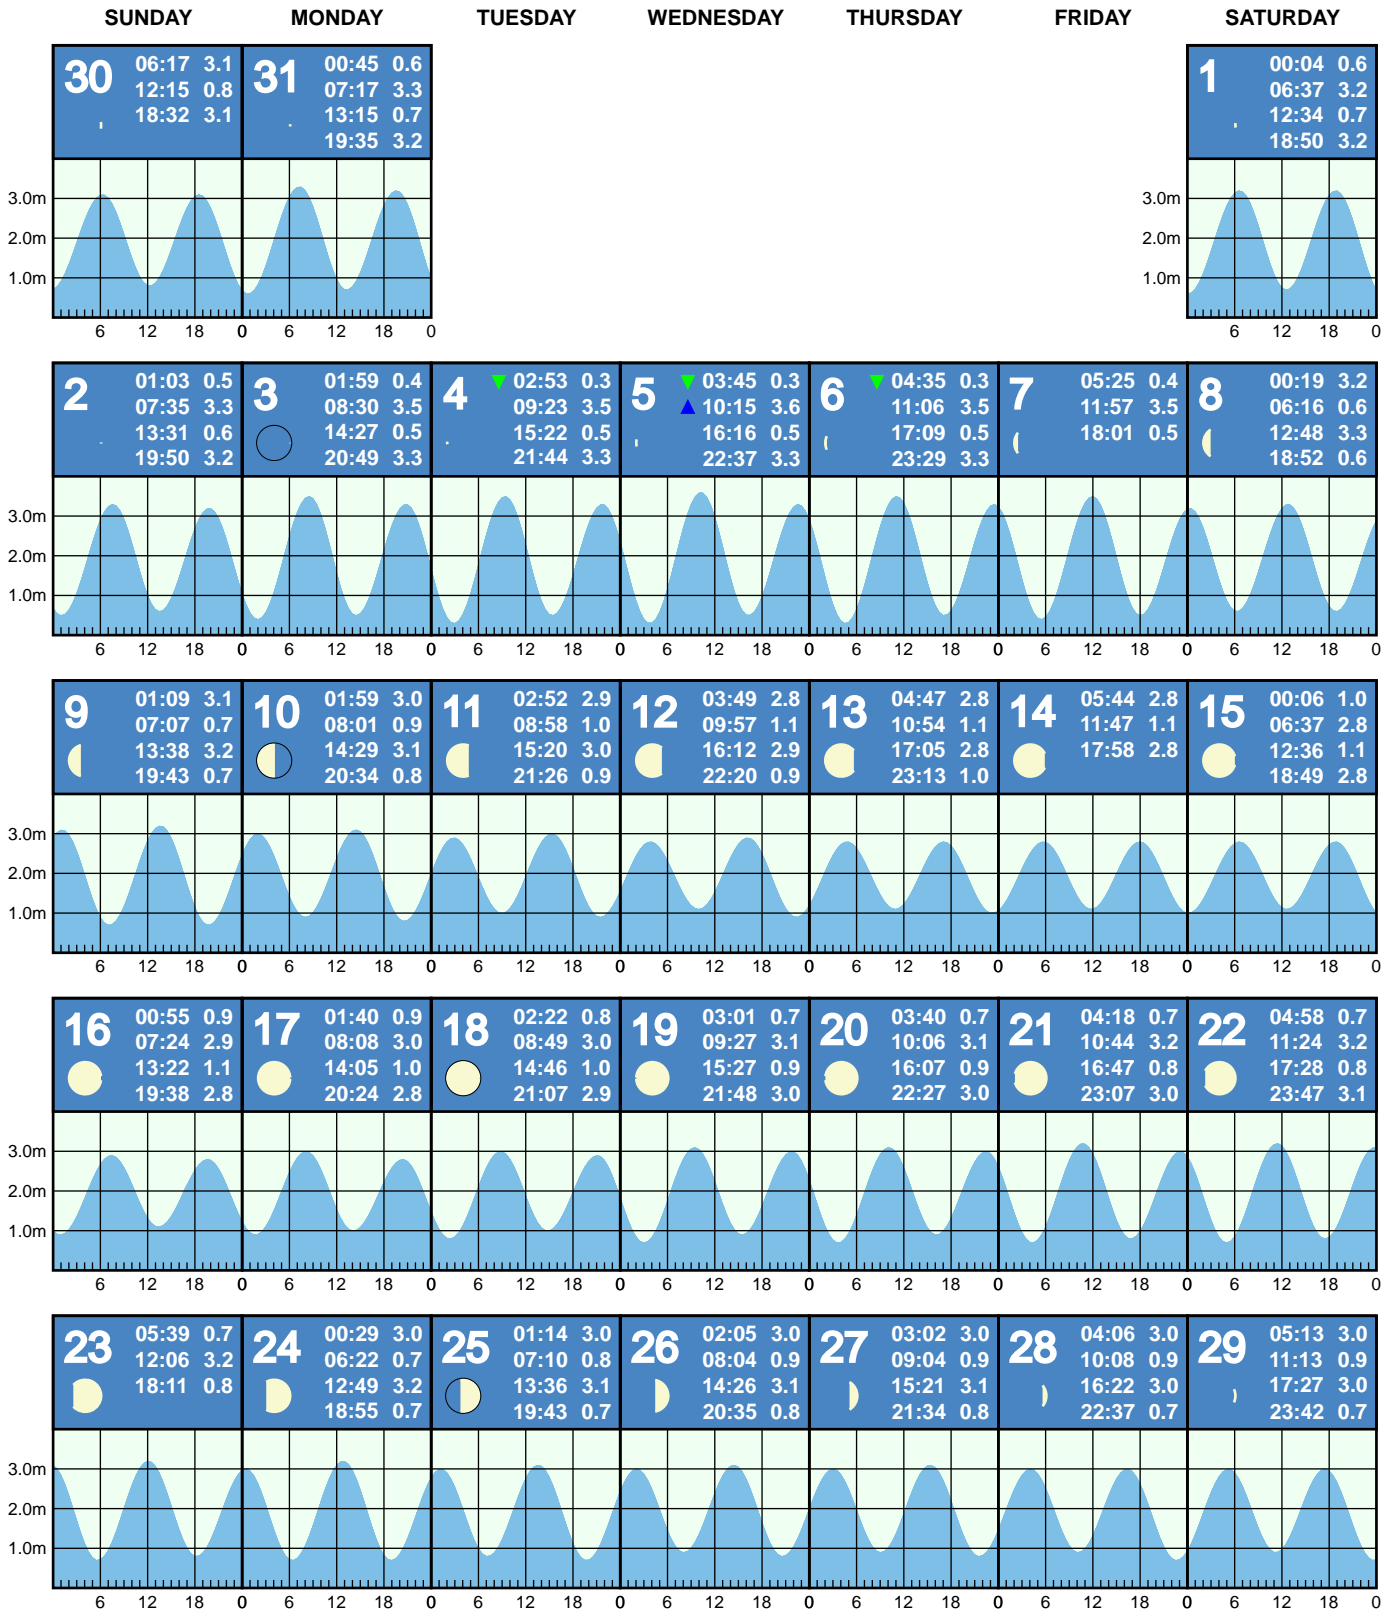 SUNDAY MONDAY TUESDAY WEDNESDAY THURSDAY FRIDAY SATURDAY
30 06:17 3.1
12:15 0.8
18:32 3.1
31 00:45 0.6
07:17 3.3
13:15 0.7
19:35 3.2
1 00:04 0.6
06:37 3.2
12:34 0.7
18:50 3.2
3.0m
2.0m
1.0m
3.0m
2.0m
1.0m
6 12 18 0 6 12 18 0 6 12 18 0
2 01:03 0.5
07:35 3.3
13:31 0.6
19:50 3.2
3 01:59 0.4
08:30 3.5
14:27 0.5
20:49 3.3
4 02:53 0.3
09:23 3.5
15:22 0.5
21:44 3.3
5 03:45 0.3
10:15 3.6
16:16 0.5
22:37 3.3
6 04:35 0.3
11:06 3.5
17:09 0.5
23:29 3.3
7 05:25 0.4
11:57 3.5
18:01 0.5
8 00:19 3.2
06:16 0.6
12:48 3.3
18:52 0.6
3.0m
2.0m
1.0m
6 12 18 0 6 12 18 0 6 12 18 0 6 12 18 0 6 12 18 0 6 12 18 0 6 12 18 0
9 01:09 3.1
07:07 0.7
13:38 3.2
19:43 0.7
10 01:59 3.0
08:01 0.9
14:29 3.1
20:34 0.8
11 02:52 2.9
08:58 1.0
15:20 3.0
21:26 0.9
12 03:49 2.8
09:57 1.1
16:12 2.9
22:20 0.9
13 04:47 2.8
10:54 1.1
17:05 2.8
23:13 1.0
14 05:44 2.8
11:47 1.1
17:58 2.8
15 00:06 1.0
06:37 2.8
12:36 1.1
18:49 2.8
3.0m
2.0m
1.0m
6 12 18 0 6 12 18 0 6 12 18 0 6 12 18 0 6 12 18 0 6 12 18 0 6 12 18 0
16 00:55 0.9
07:24 2.9
13:22 1.1
19:38 2.8
17 01:40 0.9
08:08 3.0
14:05 1.0
20:24 2.8
18 02:22 0.8
08:49 3.0
14:46 1.0
21:07 2.9
19 03:01 0.7
09:27 3.1
15:27 0.9
21:48 3.0
20 03:40 0.7
10:06 3.1
16:07 0.9
22:27 3.0
21 04:18 0.7
10:44 3.2
16:47 0.8
23:07 3.0
22 04:58 0.7
11:24 3.2
17:28 0.8
23:47 3.1
3.0m
2.0m
1.0m
6 12 18 0 6 12 18 0 6 12 18 0 6 12 18 0 6 12 18 0 6 12 18 0 6 12 18 0
23 05:39 0.7
12:06 3.2
18:11 0.8
24 00:29 3.0
06:22 0.7
12:49 3.2
18:55 0.7
25 01:14 3.0
07:10 0.8
13:36 3.1
19:43 0.7
26 02:05 3.0
08:04 0.9
14:26 3.1
20:35 0.8
27 03:02 3.0
09:04 0.9
15:21 3.1
21:34 0.8
28 04:06 3.0
10:08 0.9
16:22 3.0
22:37 0.7
29 05:13 3.0
11:13 0.9
17:27 3.0
23:42 0.7
3.0m
2.0m
1.0m
6 12 18 0 6 12 18 0 6 12 18 0 6 12 18 0 6 12 18 0 6 12 18 0 6 12 18 0